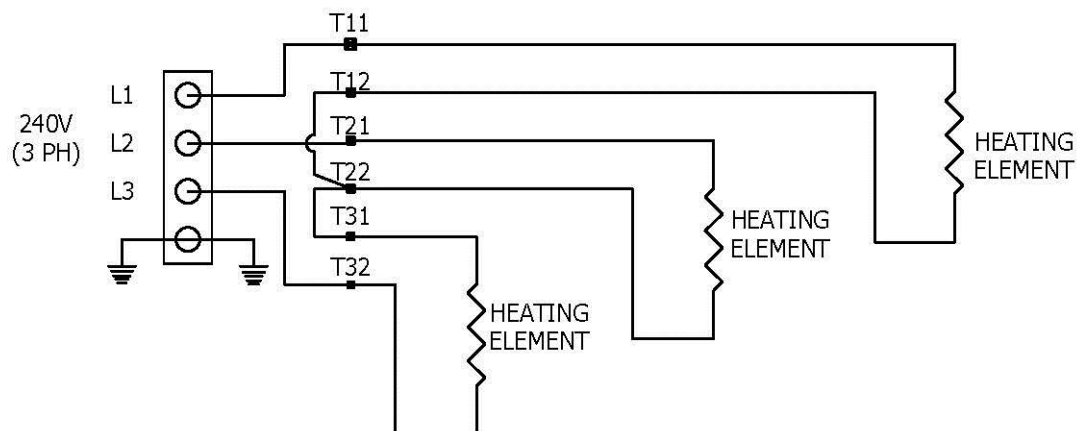 T11
L1
T12
240V
(3 PH)
L2
T21
HEATING
ELEMENT
L3
T22
HEATING
ELEMENT
T31
T32
HEATING
ELEMENT